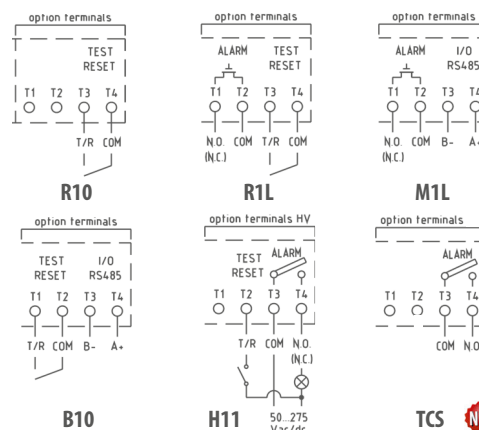 option terminals
TEST
RESET
T1 T2 T3 T4
T/R COM
R10
option terminals
ALARM TEST
RESET
T1 T2 T3 T4
N.O. COM T/R COM
(N.C.)
R1L
option terminals
ALARM I/O
RS485
T1 T2 T3 T4
N.O. COM B- A+
(N.C.)
M1L
option terminals
TEST I/O
RESET RS485
T1 T2 T3 T4
T/R COM B- A+
B10
option terminals HV
TEST ALARM
RESET
T1 T2 T3 T4
T/R COM N.O.
(N.C.)
50...275
Vac/dc
H11
option terminals
ALARM
T1 T2 T3 T4
COM N.O.
TCS